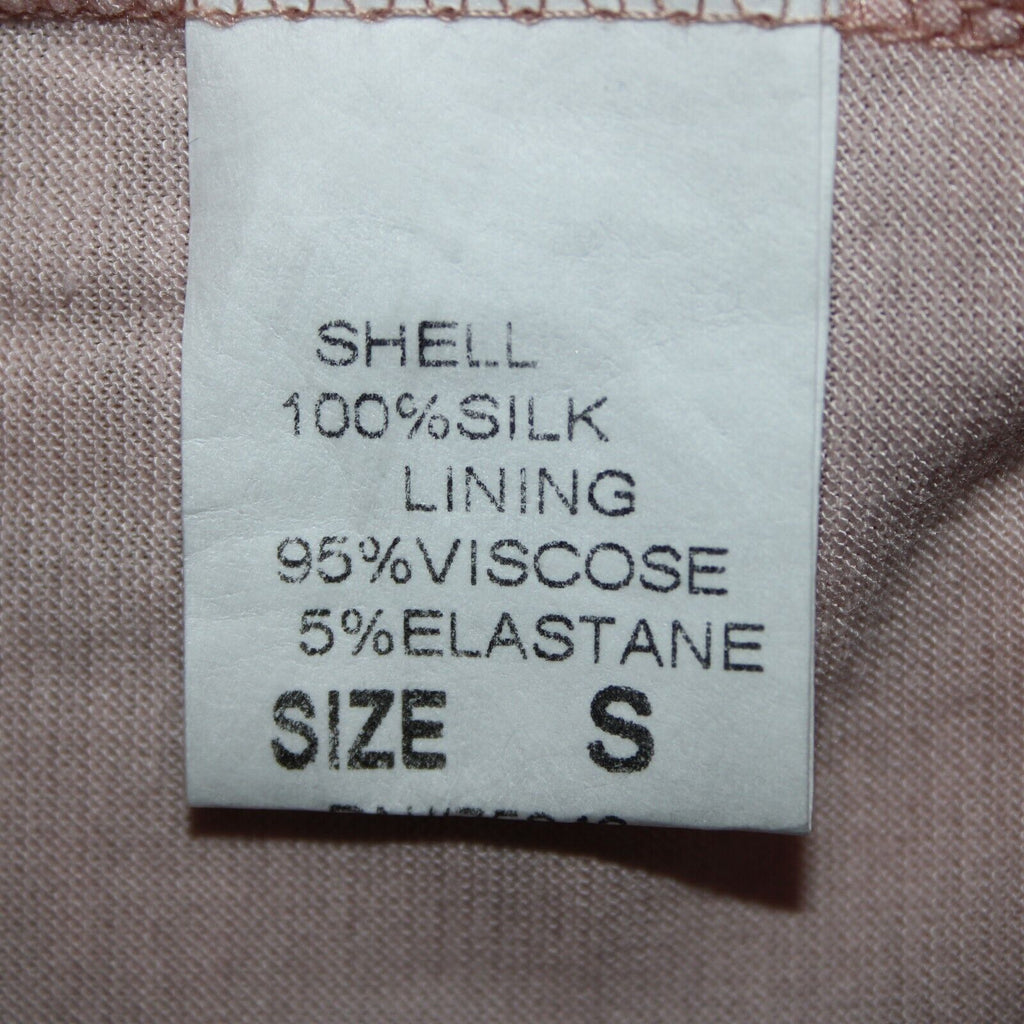 SHELL
100%SILK
LINING
95%VISCOSE
5%ELASTANE
SIZE S